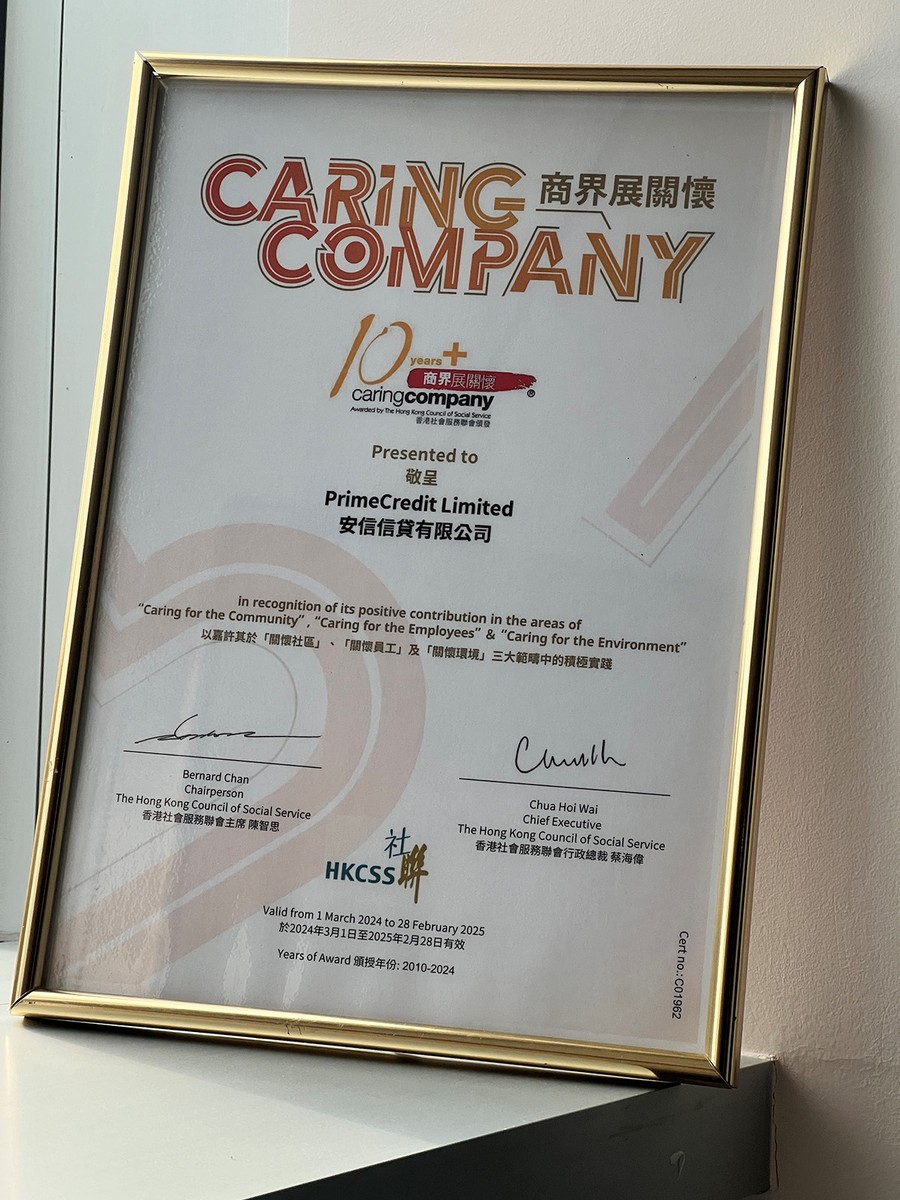 CARING 商界展關懷
COMPANY
10 years +
商界展關懷
caringcompany ®
Awarded by The Hong Kong Council of Social Service
香港社會服務聯會頒發
Presented to
敬呈
PrimeCredit Limited
安信信貸有限公司
in recognition of its positive contribution in the areas of
“Caring for the Community”, “Caring for the Employees” & “Caring for the Environment”
以嘉許其於「關懷社區」、「關懷員工」及「關懷環境」三大範疇中的積極實踐
Bernard Chan
Chairperson
The Hong Kong Council of Social Service
香港社會服務聯會主席 陳智思
Chua Hoi Wai
Chief Executive
The Hong Kong Council of Social Service
香港社會服務聯會行政總裁 蔡海偉
HKCSS 社聯
Valid from 1 March 2024 to 28 February 2025
於2024年3月1日至2025年2月28日有效
Years of Award 頒授年份: 2010-2024
Cert no.:C01962